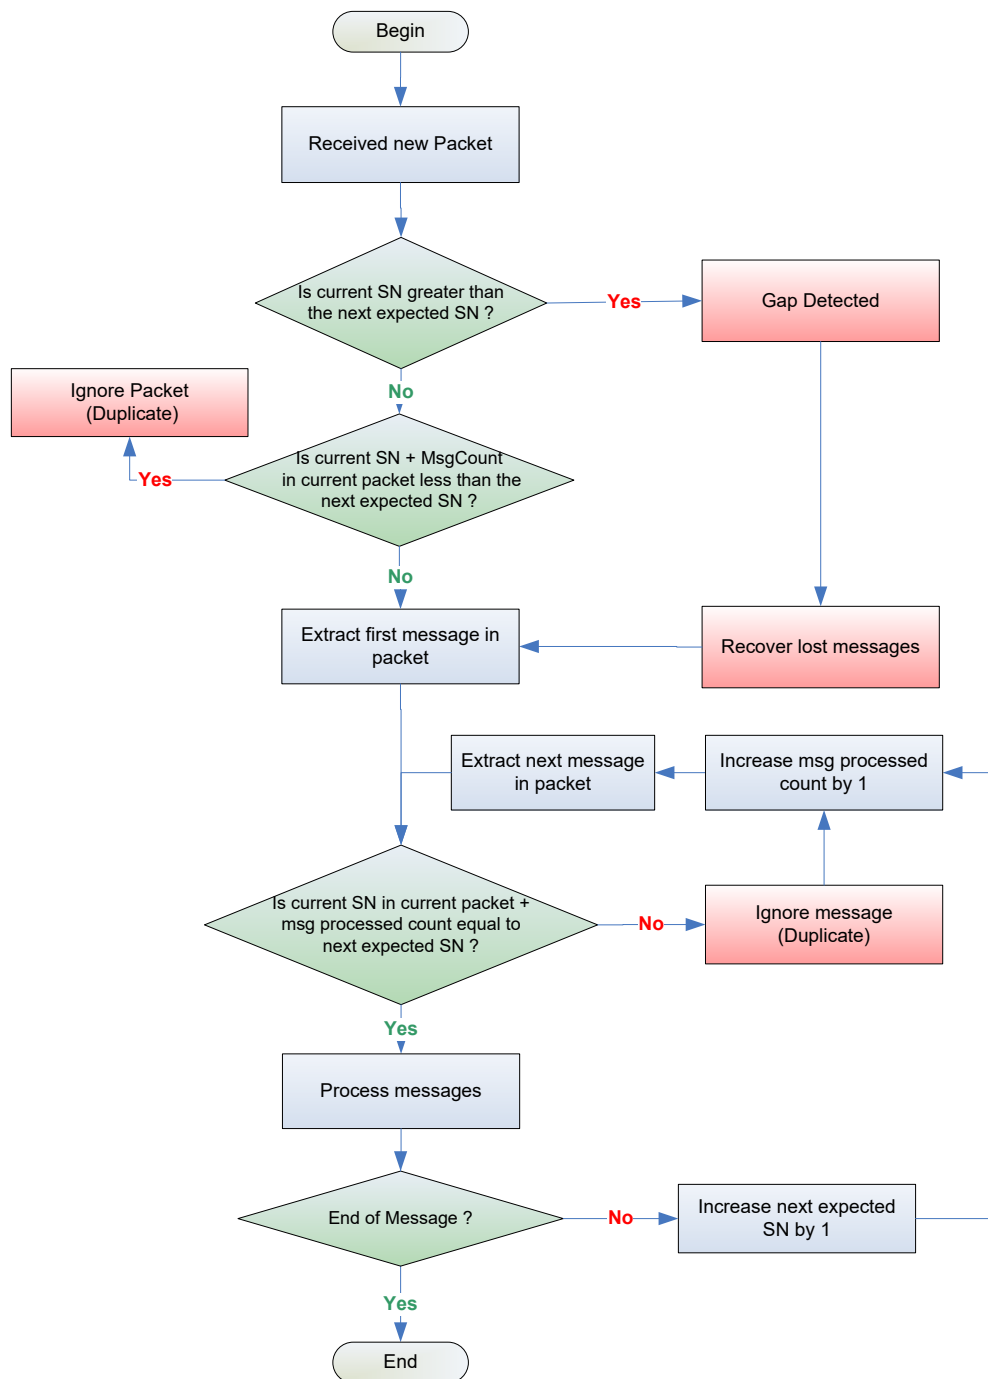 Begin
Received new Packet
Is current SN greater than
the next expected SN ?
Yes
Gap Detected
No
Ignore Packet
(Duplicate)
Yes
Is current SN + MsgCount
in current packet less than the
next expected SN ?
No
Extract first message in
packet
Recover lost messages
Extract next message
in packet
Increase msg processed
count by 1
Is current SN in current packet +
msg processed count equal to
next expected SN ?
No
Ignore message
(Duplicate)
Yes
Process messages
End of Message ?
No
Increase next expected
SN by 1
Yes
End